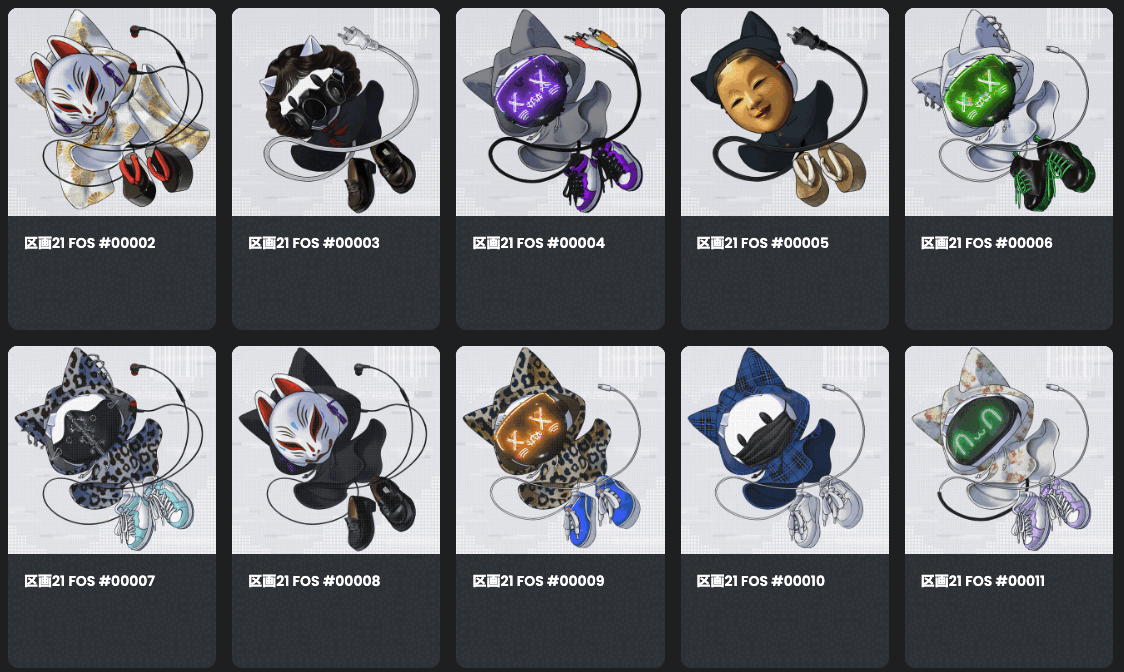 区画21 FOS #00002
区画21 FOS #00003
区画21 FOS #00004
区画21 FOS #00005
区画21 FOS #00006
区画21 FOS #00007
区画21 FOS #00008
区画21 FOS #00009
区画21 FOS #00010
区画21 FOS #00011